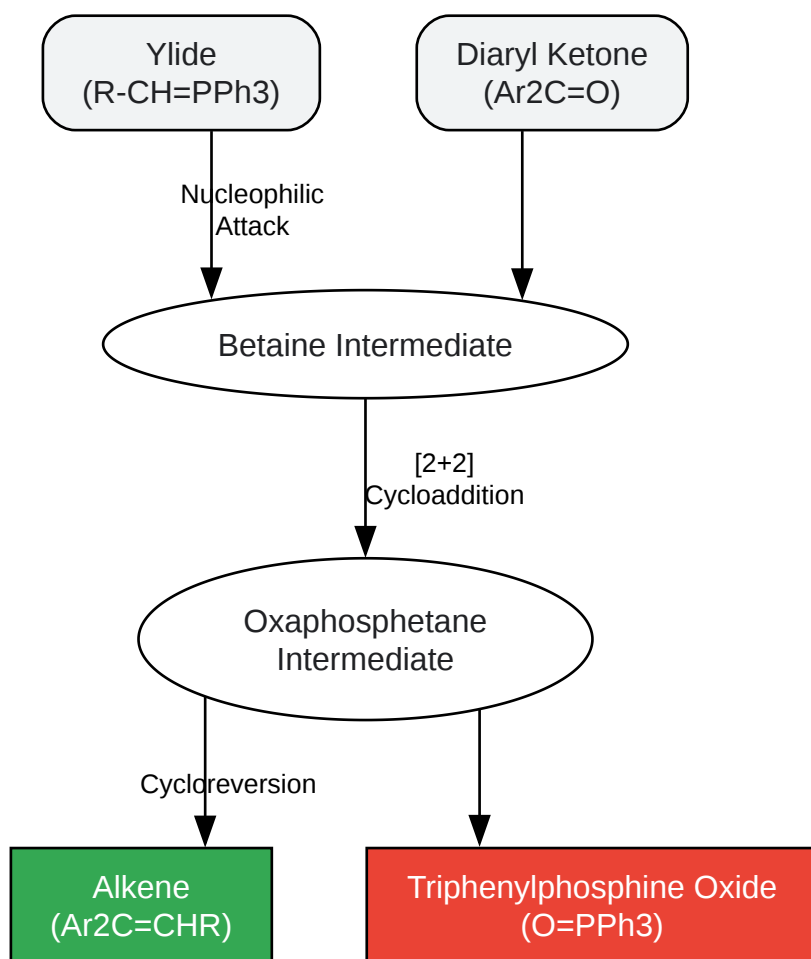 Ylide
(R-CH=PPh3)
Diaryl Ketone
(Ar2C=O)
Nucleophilic
Attack
Betaine Intermediate
[2+2]
Cycloaddition
Oxaphosphetane
Intermediate
Cycloreversion
Alkene
(Ar2C=CHR)
Triphenylphosphine Oxide
(O=PPh3)